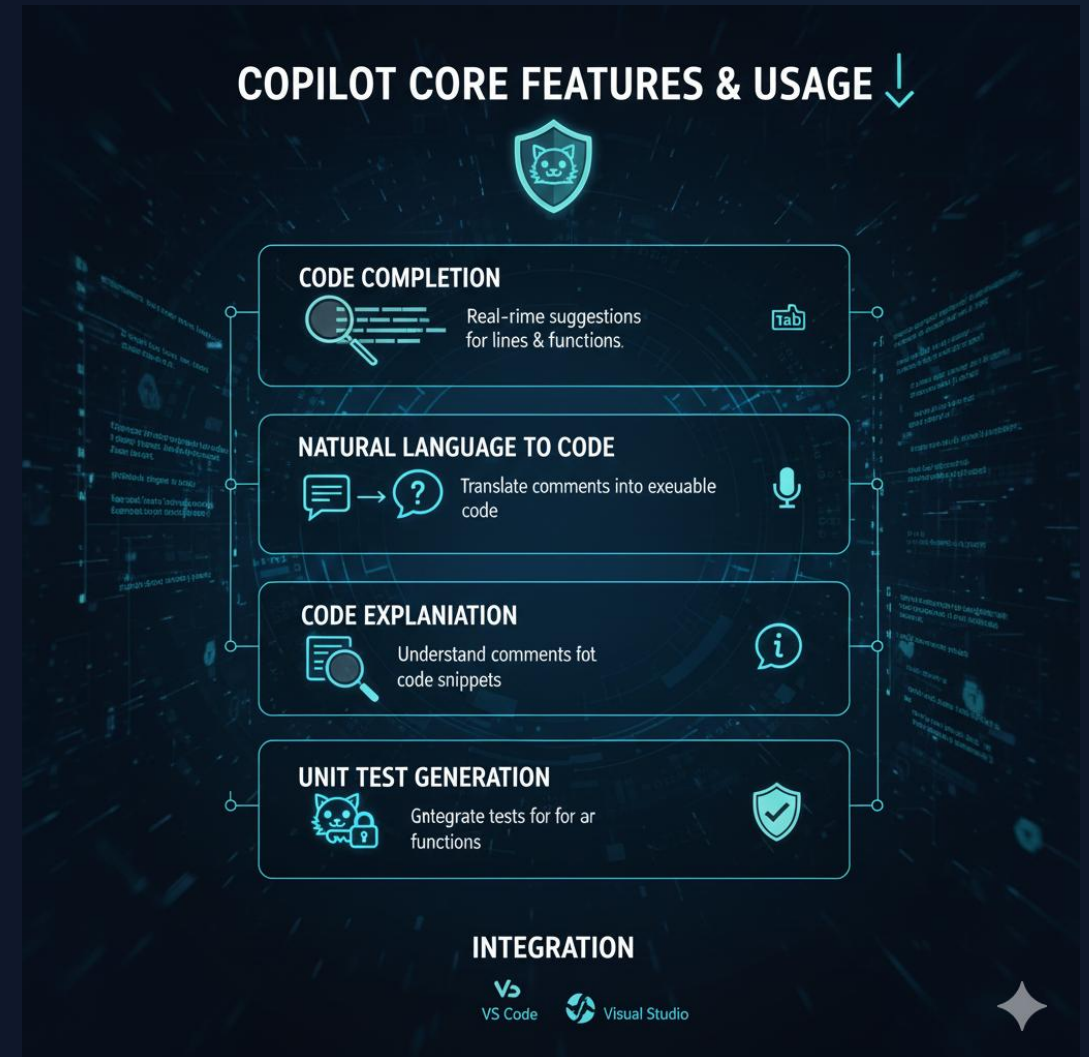 COPILOT CORE FEATURES & USAGE
CODE COMPLETION
Real-rime suggestions
for lines & functions.
Tab
NATURAL LANGUAGE TO CODE
?
Translate comments into exeuable
code
CODE EXPLANIATION
Understand comments fot
code snippets
i
UNIT TEST GENERATION
Gntegrate tests for for ar
functions
INTEGRATION
VS Code
Visual Studio